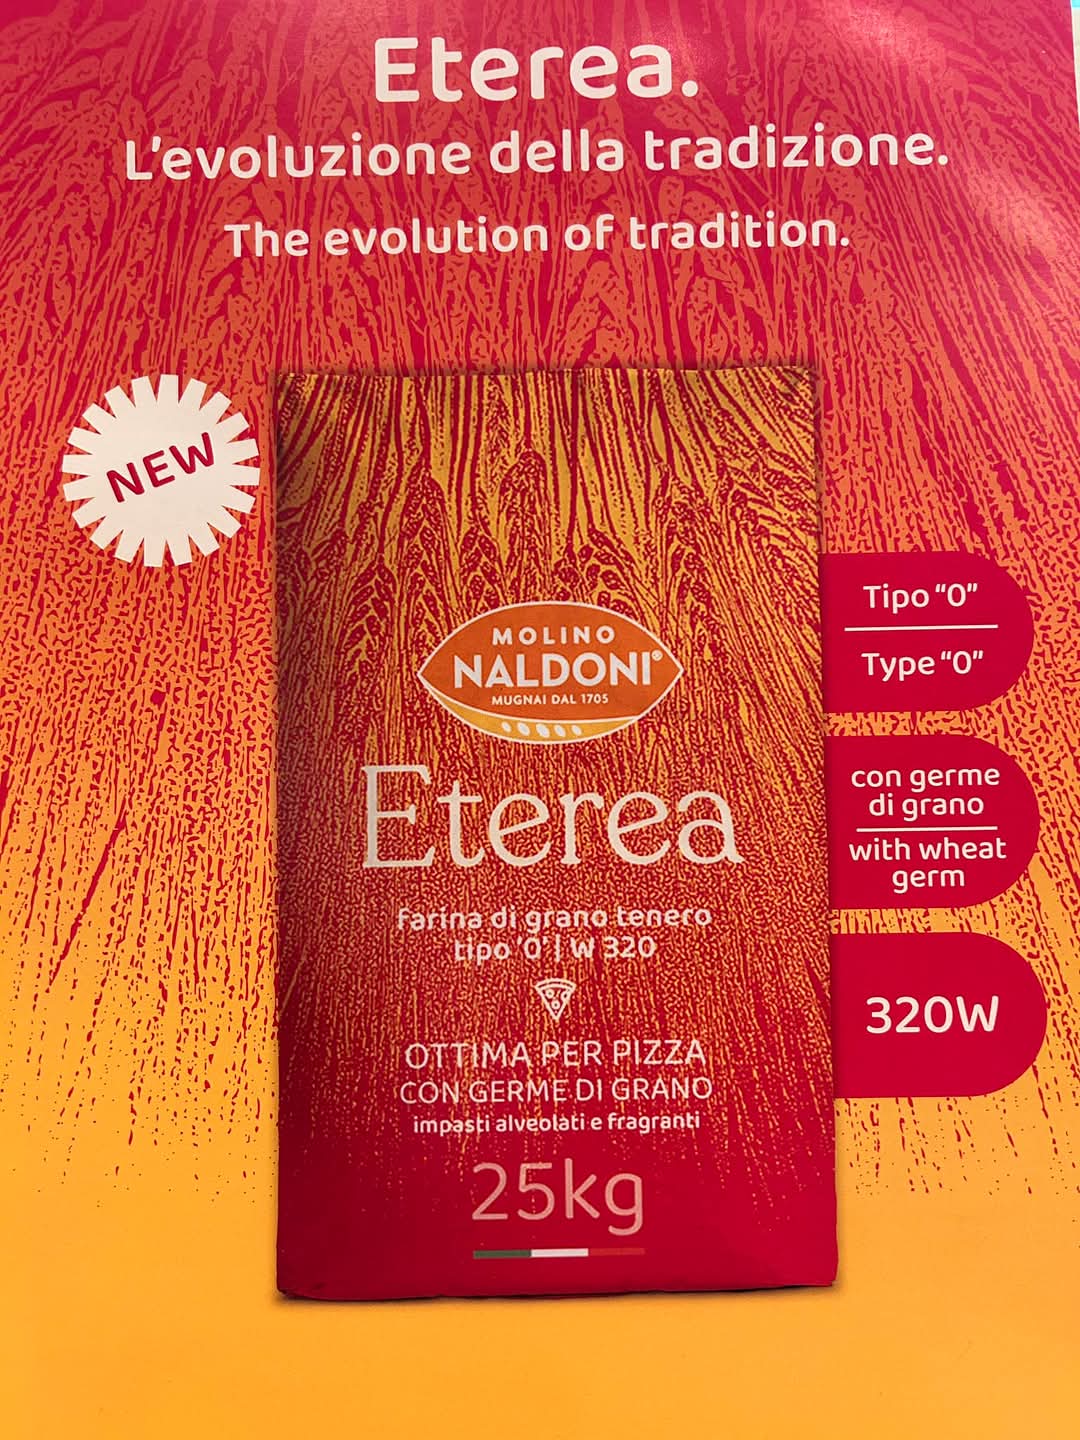 Eterea.
L'evoluzione della tradizione.
The evolution of tradition.
NEW
MOLINO
NALDONI®
MUGNAI DAL 1705
Eterea
farina di grano tenero
tipo '0' | W 320
OTTIMA PER PIZZA
CON GERME DI GRANO
impasti alveolati e fragranti
25kg
Tipo "0"
Type "0"
con germe
di grano
with wheat
germ
320W